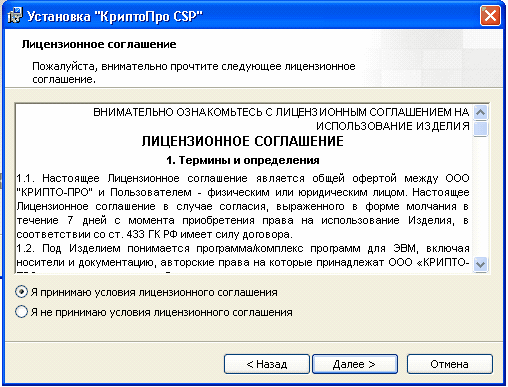 Установка "КриптоПро CSP"
Лицензионное соглашение
Пожалуйста, внимательно прочтите следующее лицензионное
соглашение.
ВНИМАТЕЛЬНО ОЗНАКОМЬТЕСЬ С ЛИЦЕНЗИОННЫМ СОГЛАШЕНИЕМ НА
ИСПОЛЬЗОВАНИЕ ИЗДЕЛИЯ
ЛИЦЕНЗИОННОЕ СОГЛАШЕНИЕ
1. Термины и определения
1.1. Настоящее Лицензионное соглашение является общей офертой между ООО
"КРИПТО-ПРО" и Пользователем - физическим или юридическим лицом. Настоящее
Лицензионное соглашение в случае согласия, выраженного в форме молчания в
течение 7 дней с момента приобретения права на использование Изделия, в
соответствии со ст. 433 ГК РФ имеет силу договора.
1.2. Под Изделием понимается программа/комплекс программ для ЭВМ, включая
носители и документацию, авторские права на которые принадлежат ООО «КРИПТО-
Я принимаю условия лицензионного соглашения
Я не принимаю условия лицензионного соглашения
< Назад
Далее >
Отмена